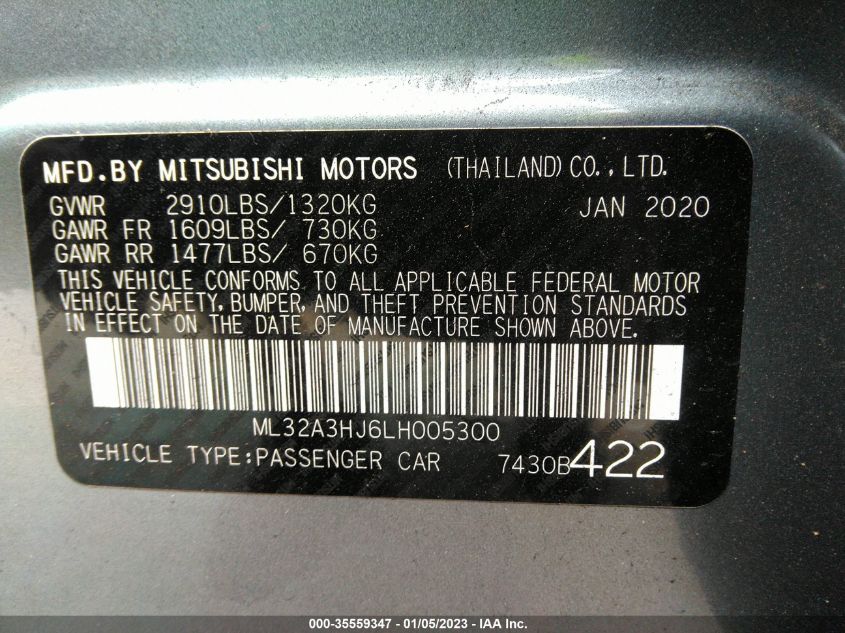 MFD.BY MITSUBISHI MOTORS (THAILAND) CO., LTD.
GVWR 2910LBS/1320KG JAN 2020
GAWR FR 1609LBS/ 730KG
GAWR RR 1477LBS/ 670KG
THIS VEHICLE CONFORMS TO ALL APPLICABLE FEDERAL MOTOR
VEHICLE SAFETY, BUMPER, AND THEFT PREVENTION STANDARDS
IN EFFECT ON THE DATE OF MANUFACTURE SHOWN ABOVE.
ML32A3HJ6LH005300
VEHICLE TYPE:PASSENGER CAR 7430B422
000-35559347 - 01/05/2023 - IAA Inc.